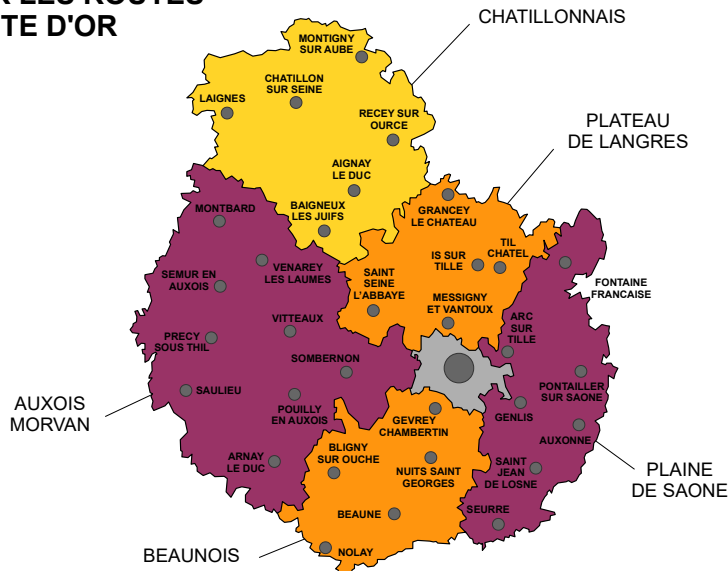 LES ROUTES
TE D'OR
CHATILLONNAIS
MONTIGNY
SUR AUBE
CHATILLON
SUR SEINE
LAIGNES
RECEY SUR
OURCE
PLATEAU
DE LANGRES
AIGNAY
LE DUC
BAIGNEUX
LES JUIFS
MONTBARD
GRANCEY
LE CHATEAU
TIL
CHATEL
IS SUR
TILLE
VENAREY
LES LAUMES
SEMUR EN
AUXOIS
SAINT
SEINE
L'ABBAYE
FONTAINE
FRANCAISE
MESSIGNY
ET VANTOUX
VITTEAUX
ARC
SUR
TILLE
PRECY
SOUS THIL
SOMBERNON
PONTAILLER
SUR SAONE
SAULIEU
AUXOIS
MORVAN
POUILLY
EN AUXOIS
GEVREY
CHAMBERTIN
GENLIS
AUXONNE
BLIGNY
SUR OUCHE
ARNAY
LE DUC
NUITS SAINT
GEORGES
SAINT
JEAN
DE LOSNE
PLAINE
DE SAONE
BEAUNE
SEURRE
BEAUNOIS
NOLAY